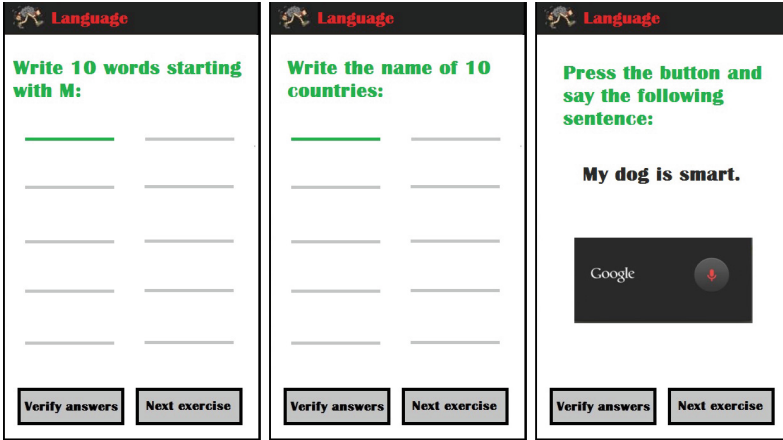 Language
Write 10 words starting
with M:
Verify answers
Next exercise
Language
Write the name of 10
countries:
Verify answers
Next exercise
Language
Press the button and
say the following
sentence:
My dog is smart.
Google
Verify answers
Next exercise